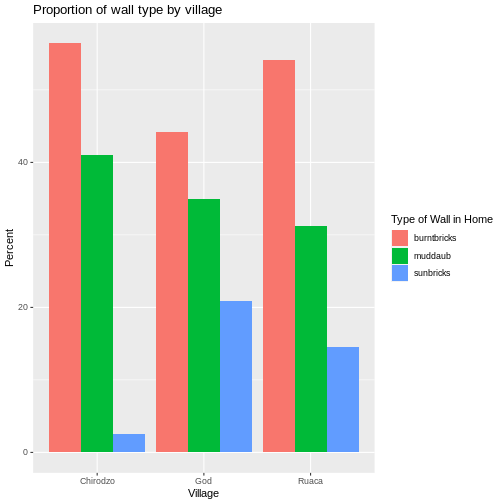 Proportion of wall type by village
Percent
40
20
0
Chirodzo
God
Ruaca
Village
Type of Wall in Home
burntbricks
muddaub
sunbricks